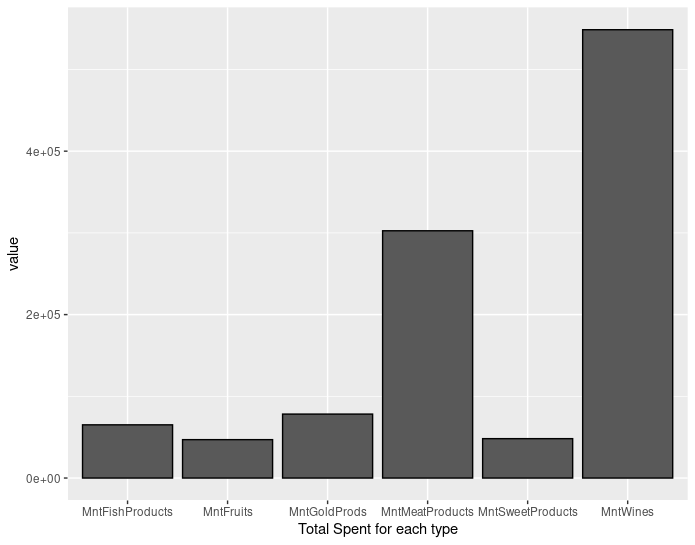 value
4e+05
2e+05
0e+00
MntFishProducts MntFruits MntGoldProds MntMeatProducts MntSweetProducts MntWines
Total Spent for each type